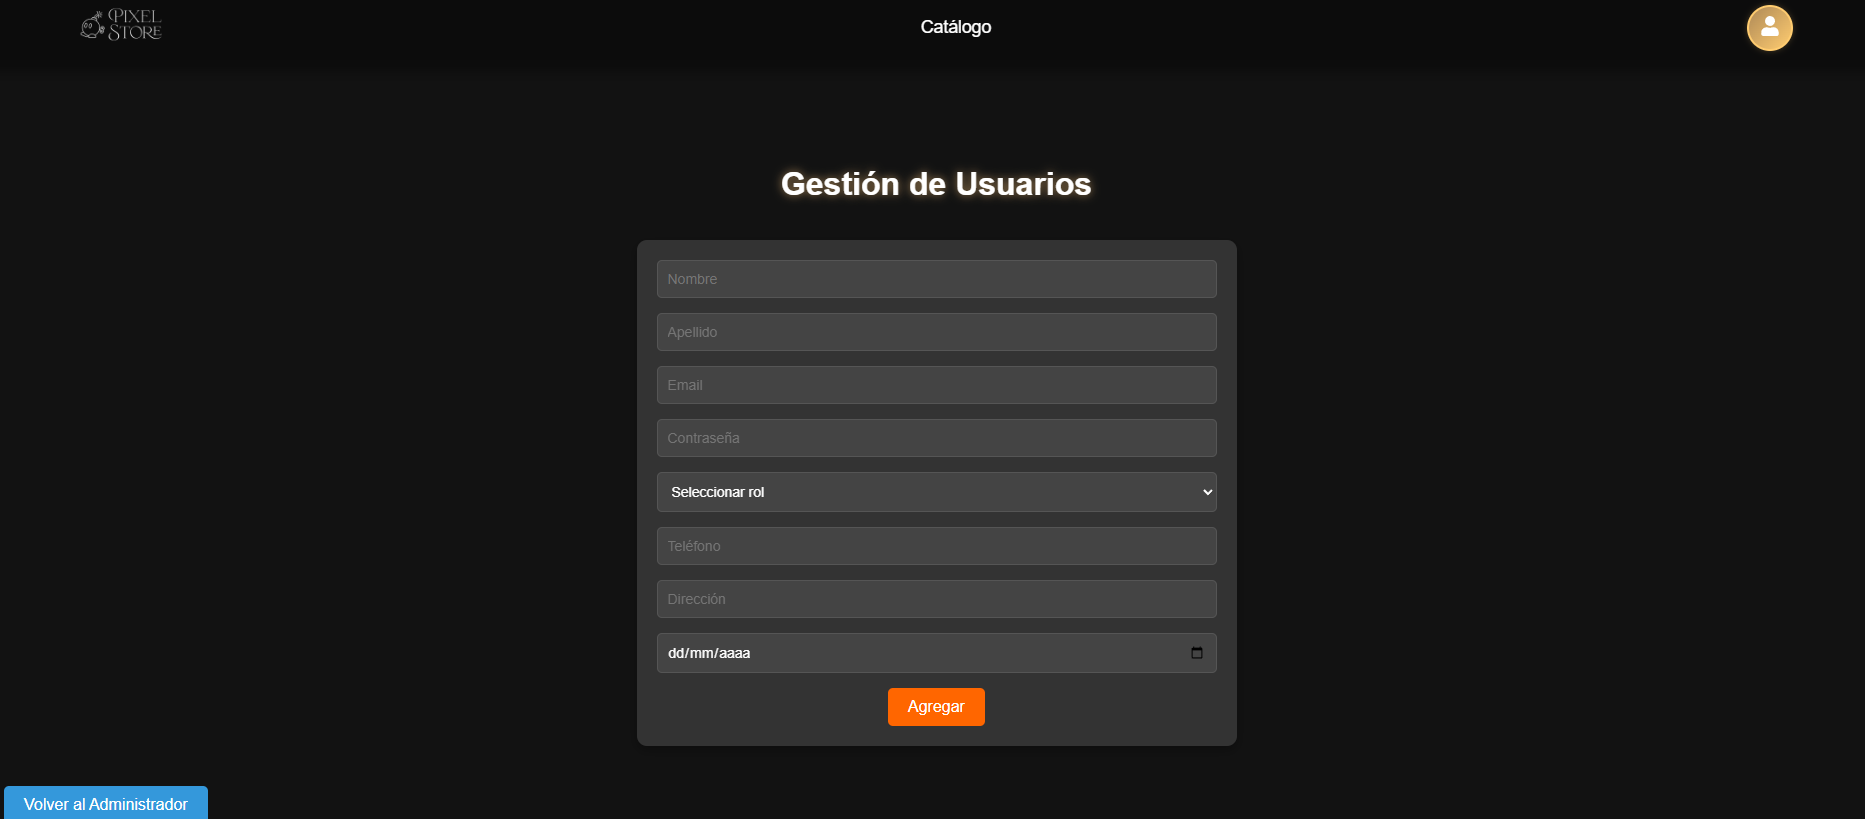 PIXEL
STORE
Catálogo
Gestión de Usuarios
Nombre
Apellido
Email
Contraseña
Seleccionar rol
Teléfono
Dirección
dd/mm/aaaa
Agregar
Volver al Administrador